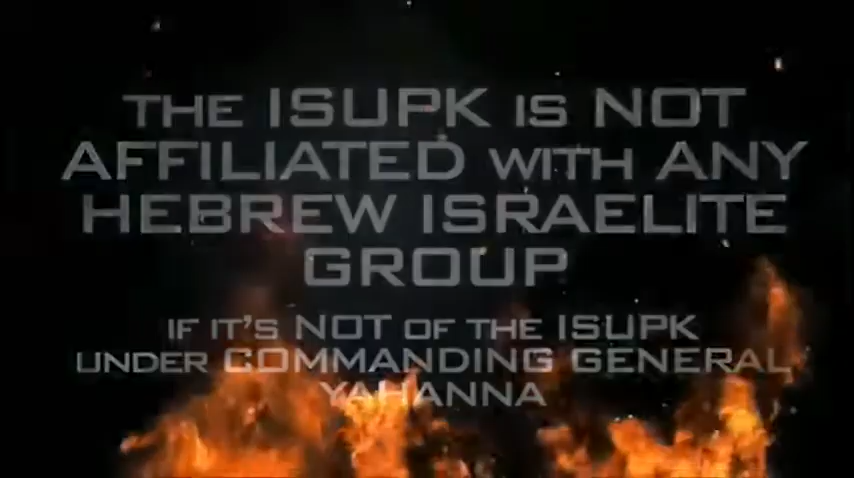 THE ISUPK IS NOT
AFFILIATED WITH ANY
HEBREW ISRAELITE
GROUP
IF IT'S NOT OF THE ISUPK
UNDER COMMANDING GENERAL
YAHANNA